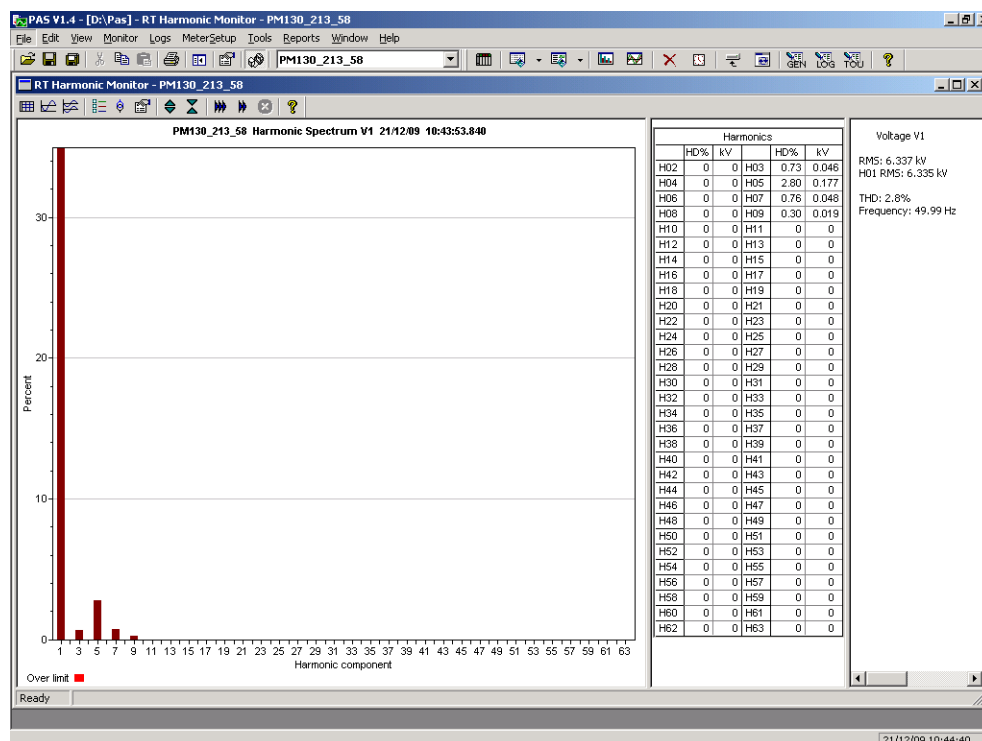 PAS V1.4 - [D:\Pas] - RT Harmonic Monitor - PM130_213_58
File Edit View Monitor Logs MeterSetup Tools Reports Window Help
PM130_213_58
GEN LOG TOU
RT Harmonic Monitor - PM130_213_58
PM130_213_58 Harmonic Spectrum V1 21/12/09 10:43:53.840
30
20
10
0
Percent
1 3 5 7 9 11 13 15 17 19 21 23 25 27 29 31 33 35 37 39 41 43 45 47 49 51 53 55 57 59 61 63
Harmonic component
Over limit
Harmonics
HD% kV HD% kV
H02 0 0 H03 0.73 0.046
H04 0 0 H05 2.80 0.177
H06 0 0 H07 0.76 0.048
H08 0 0 H09 0.30 0.019
H10 0 0 H11 0 0
H12 0 0 H13 0 0
H14 0 0 H15 0 0
H16 0 0 H17 0 0
H18 0 0 H19 0 0
H20 0 0 H21 0 0
H22 0 0 H23 0 0
H24 0 0 H25 0 0
H26 0 0 H27 0 0
H28 0 0 H29 0 0
H30 0 0 H31 0 0
H32 0 0 H33 0 0
H34 0 0 H35 0 0
H36 0 0 H37 0 0
H38 0 0 H39 0 0
H40 0 0 H41 0 0
H42 0 0 H43 0 0
H44 0 0 H45 0 0
H46 0 0 H47 0 0
H48 0 0 H49 0 0
H50 0 0 H51 0 0
H52 0 0 H53 0 0
H54 0 0 H55 0 0
H56 0 0 H57 0 0
H58 0 0 H59 0 0
H60 0 0 H61 0 0
H62 0 0 H63 0 0
Voltage V1
RMS: 6.337 kV
H01 RMS: 6.335 kV
THD: 2.8%
Frequency: 49.99 Hz
Ready
21/12/09 10:44:40